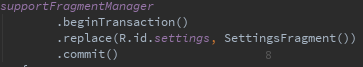 supportFragmentManager
.beginTransaction()
.replace(R.id.settings, SettingsFragment())
.commit()